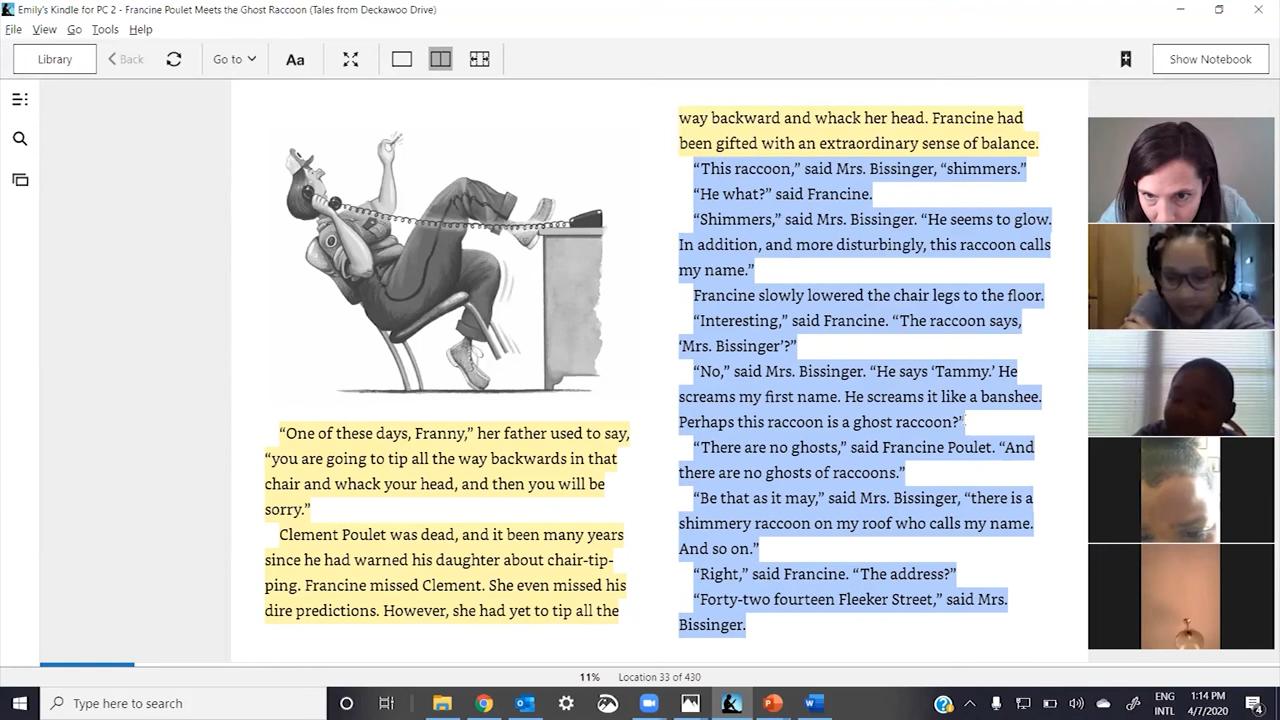 Emily's Kindle for PC 2 - Francine Poulet Meets the Ghost Raccoon (Tales from Deckawoo Drive)
File View Go Tools Help
Library Back Go to Aa Show Notebook
“One of these days, Franny,” her father used to say,
“you are going to tip all the way backwards in that
chair and whack your head, and then you will be
sorry.”
Clement Poulet was dead, and it been many years
since he had warned his daughter about chair-tip-
ping. Francine missed Clement. She even missed his
dire predictions. However, she had yet to tip all the
way backward and whack her head. Francine had
been gifted with an extraordinary sense of balance.
“This raccoon,” said Mrs. Bissinger, “shimmers.”
“He what?” said Francine.
“Shimmers,” said Mrs. Bissinger. “He seems to glow.
In addition, and more disturbingly, this raccoon calls
my name.”
Francine slowly lowered the chair legs to the floor.
“Interesting,” said Francine. “The raccoon says,
‘Mrs. Bissinger’?”
“No,” said Mrs. Bissinger. “He says ‘Tammy.’ He
screams my first name. He screams it like a banshee.
Perhaps this raccoon is a ghost raccoon?”
“There are no ghosts,” said Francine Poulet. “And
there are no ghosts of raccoons.”
“Be that as it may,” said Mrs. Bissinger, “there is a
shimmery raccoon on my roof who calls my name.
And so on.”
“Right,” said Francine. “The address?”
“Forty-two fourteen Fleeker Street,” said Mrs.
Bissinger.
11% Location 33 of 430
Type here to search
ENG
INTL
1:14 PM
4/7/2020
4